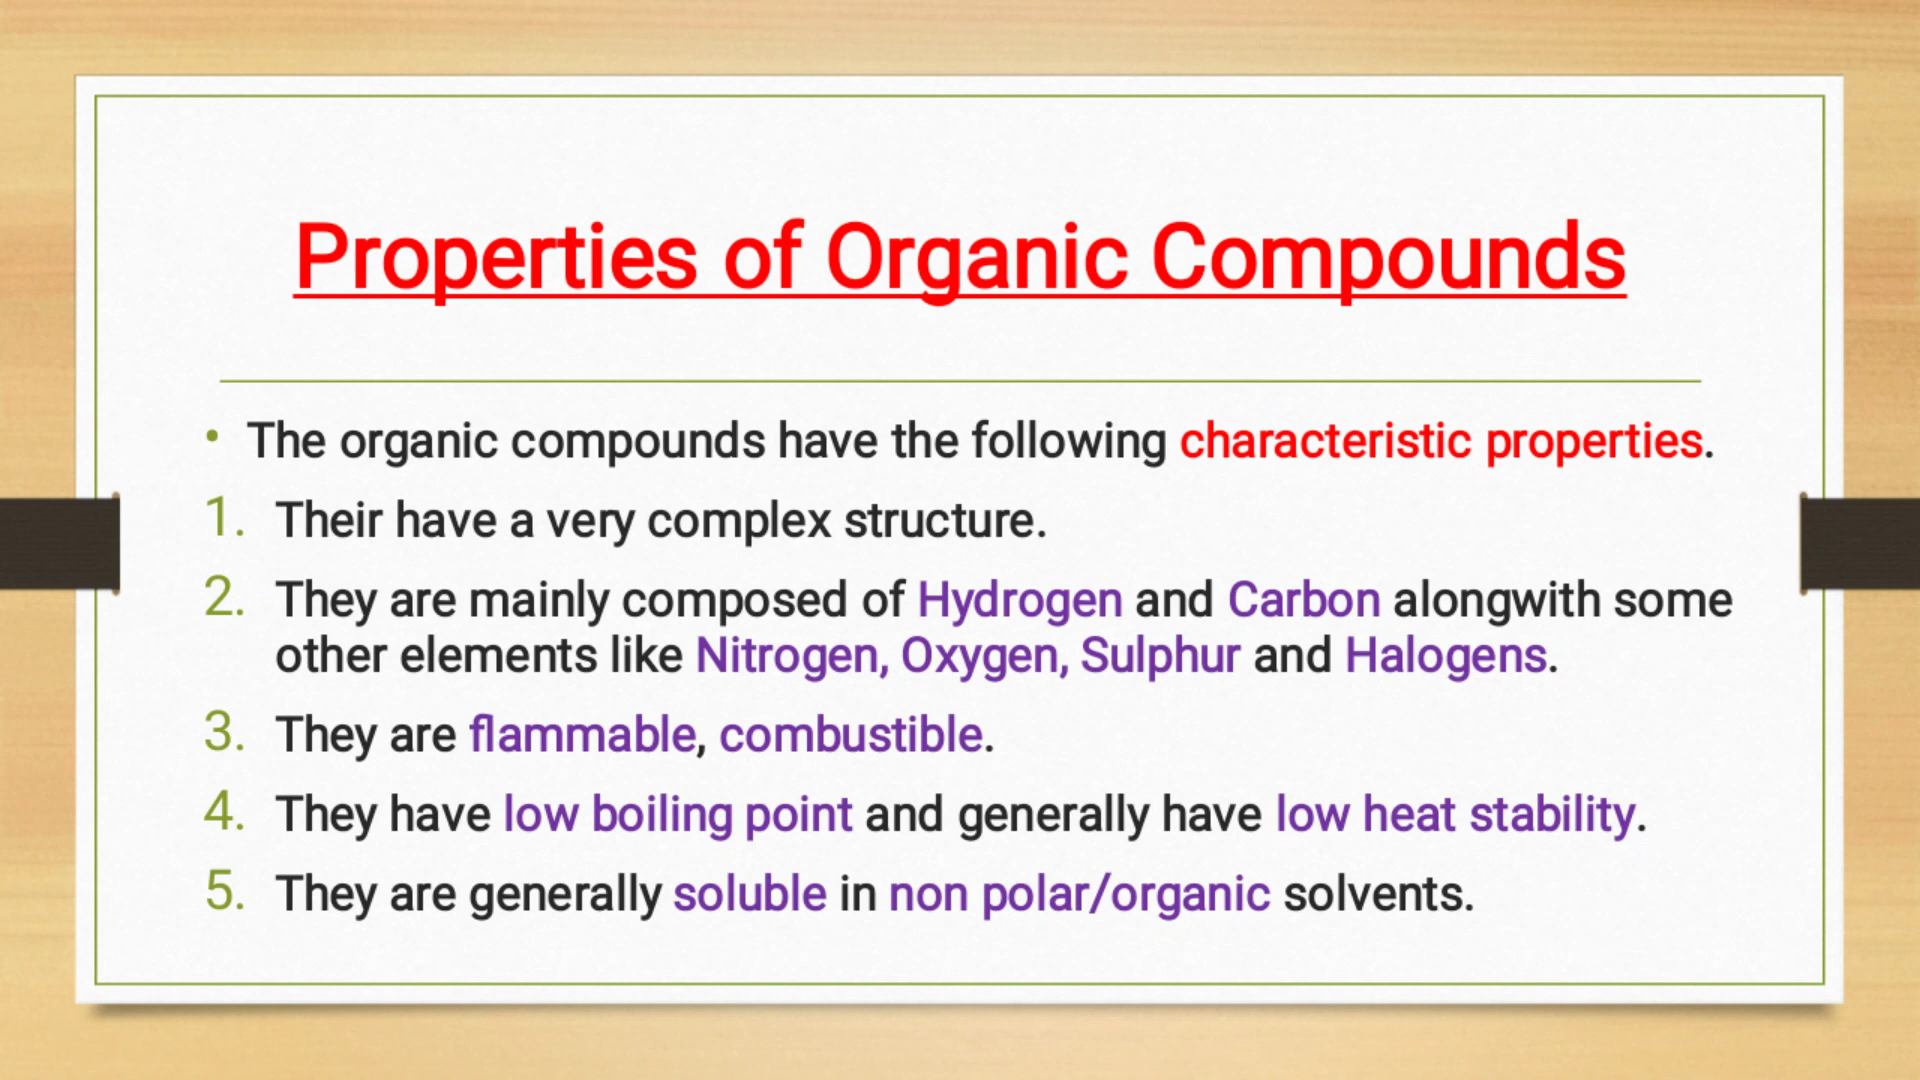 Properties of Organic Compounds
• The organic compounds have the following characteristic properties.
1. Their have a very complex structure.
2. They are mainly composed of Hydrogen and Carbon alongwith some
other elements like Nitrogen, Oxygen, Sulphur and Halogens.
3. They are flammable, combustible.
4. They have low boiling point and generally have low heat stability.
5. They are generally soluble in non polar/organic solvents.